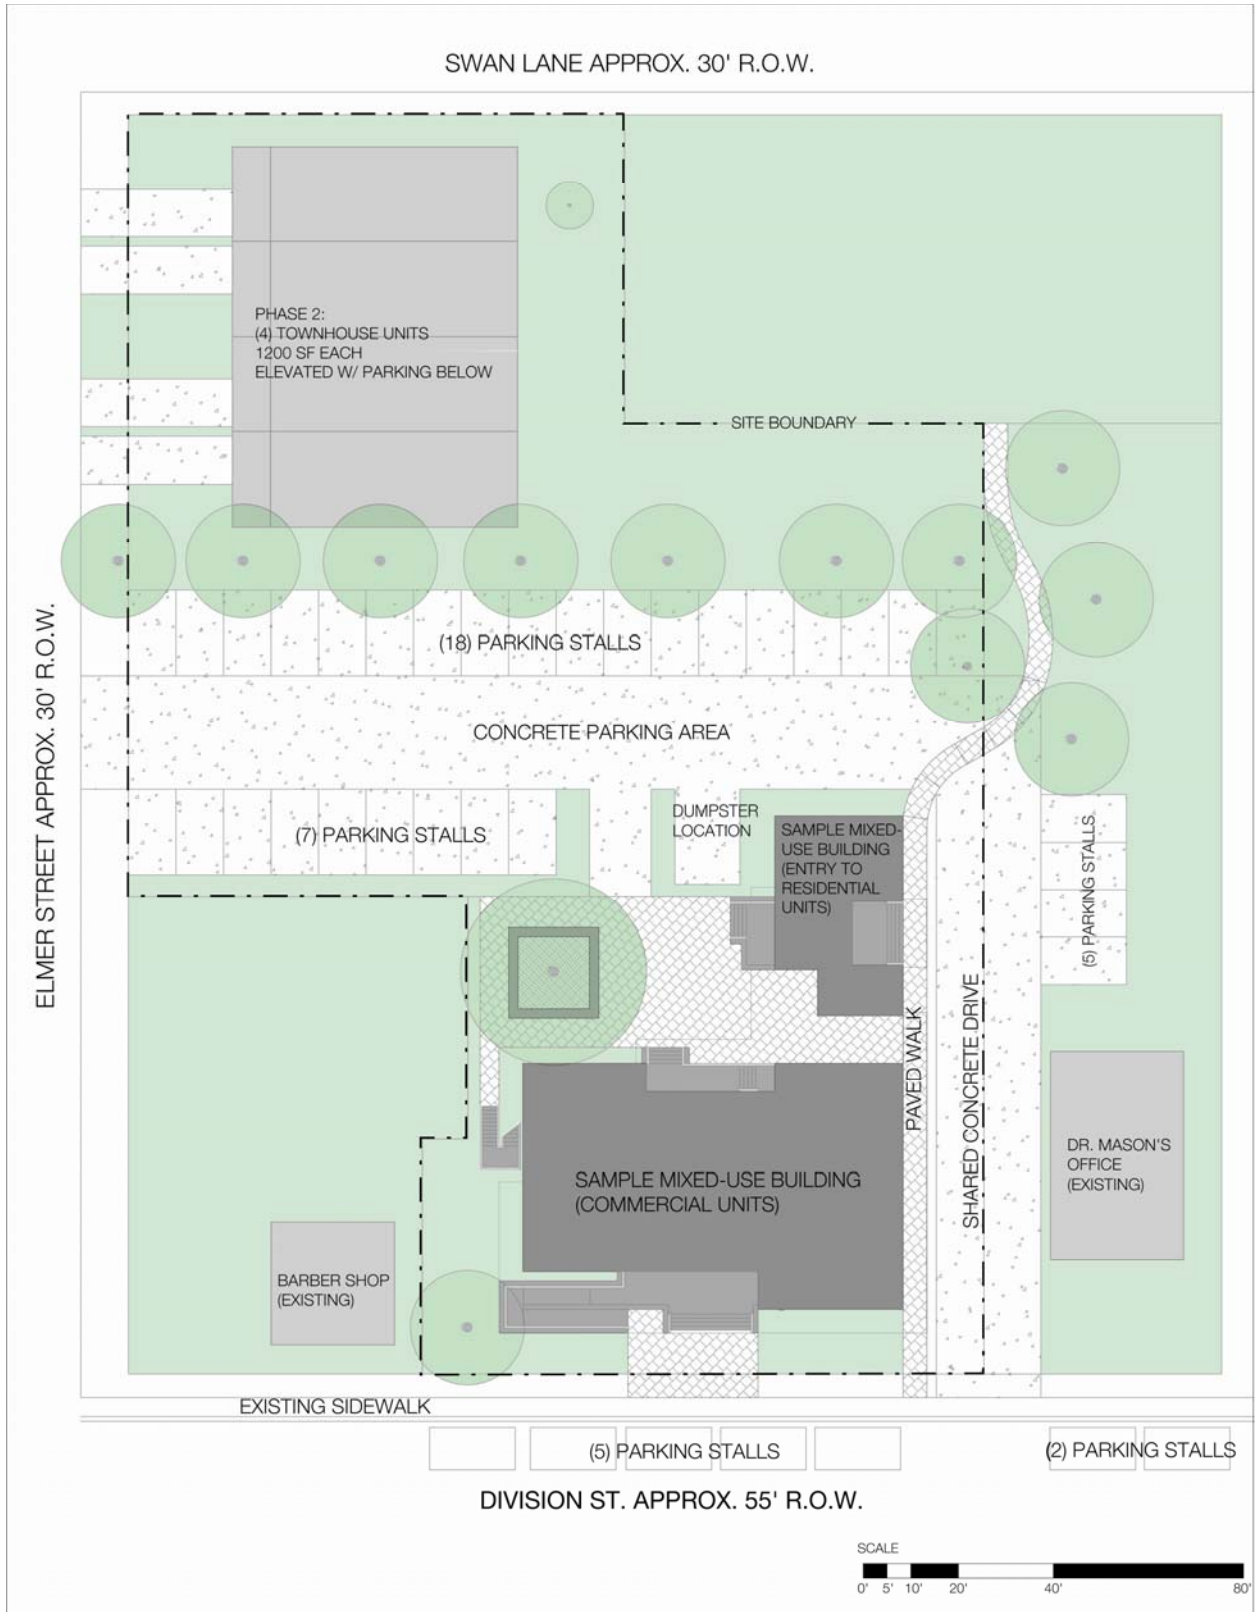 SWAN LANE APPROX. 30' R.O.W.
PHASE 2:
(4) TOWNHOUSE UNITS
1200 SF EACH
ELEVATED W/ PARKING BELOW
SITE BOUNDARY
ELMER STREET APPROX. 30' R.O.W.
(18) PARKING STALLS
CONCRETE PARKING AREA
(7) PARKING STALLS
DUMPSTER
LOCATION
SAMPLE MIXED-
USE BUILDING
(ENTRY TO
RESIDENTIAL
UNITS)
(5) PARKING STALLS
PAVED WALK
SHARED CONCRETE DRIVE
DR. MASON'S
OFFICE
(EXISTING)
SAMPLE MIXED-USE BUILDING
(COMMERCIAL UNITS)
BARBER SHOP
(EXISTING)
EXISTING SIDEWALK
(5) PARKING STALLS
(2) PARKING STALLS
DIVISION ST. APPROX. 55' R.O.W.
SCALE
0' 5' 10' 20' 40' 80'